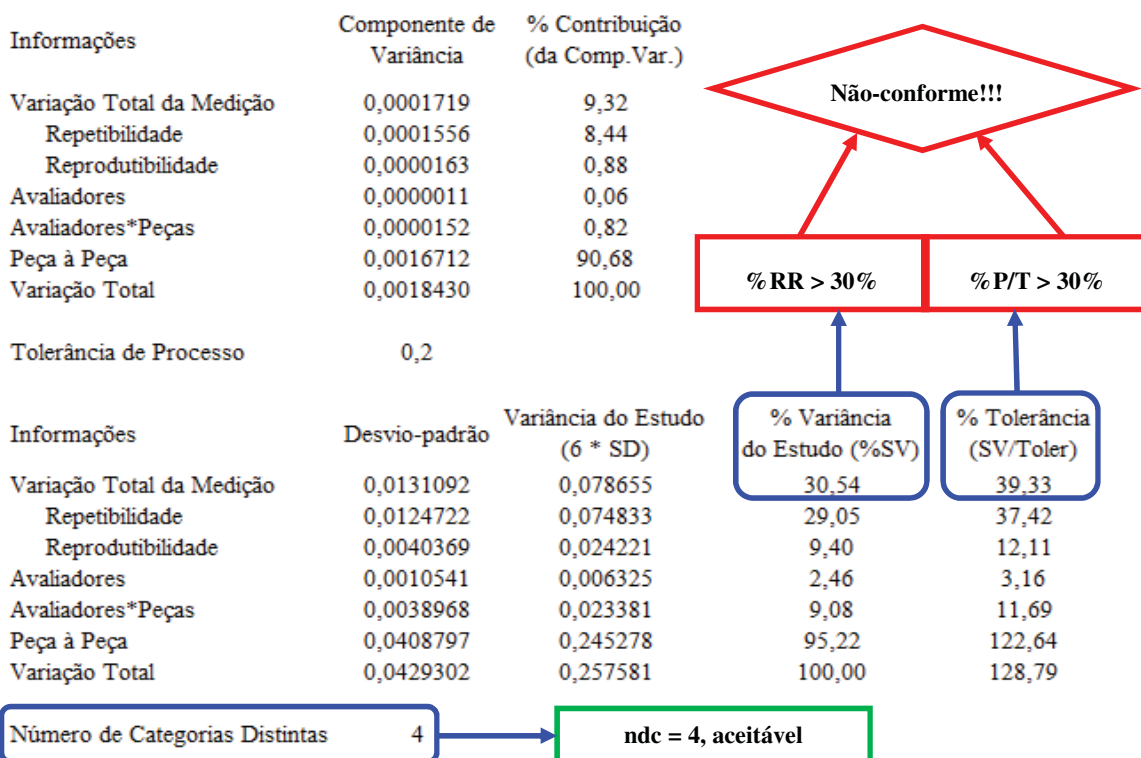 Informações Componente de Variância % Contribuição (da Comp.Var.)
Variação Total da Medição 0,0001719 9,32
Repetibilidade 0,0001556 8,44
Reprodutibilidade 0,0000163 0,88
Avaliadores 0,0000011 0,06
Avaliadores*Peças 0,0000152 0,82
Peça à Peça 0,0016712 90,68
Variação Total 0,0018430 100,00
Não-conforme!!!
%RR > 30% %P/T > 30%
Tolerância de Processo 0,2
Informações Desvio-padrão Variância do Estudo (6 * SD) % Variância do Estudo (%SV) % Tolerância (SV/Toler)
Variação Total da Medição 0,0131092 0,078655 30,54 39,33
Repetibilidade 0,0124722 0,074833 29,05 37,42
Reprodutibilidade 0,0040369 0,024221 9,40 12,11
Avaliadores 0,0010541 0,006325 2,46 3,16
Avaliadores*Peças 0,0038968 0,023381 9,08 11,69
Peça à Peça 0,0408797 0,245278 95,22 122,64
Variação Total 0,0429302 0,257581 100,00 128,79
Número de Categorias Distintas 4 ndc = 4, aceitável